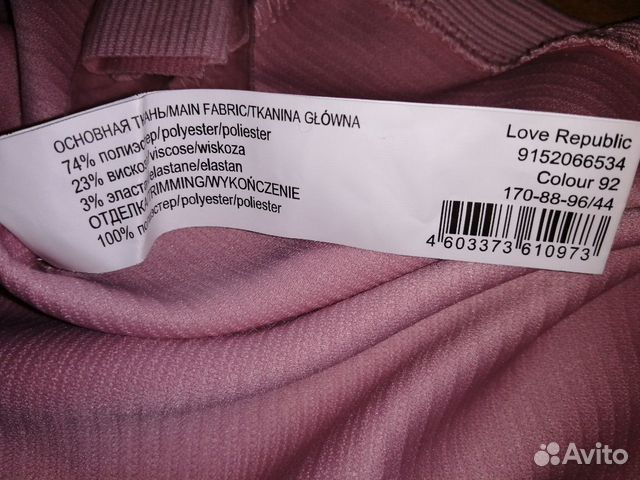 ОСНОВНАЯ ТКАНЬ/MAIN FABRIC/TKANINA GŁÓWNA
74% полиэстер/polyester/poliester
23% вискоза/viscose/wiskoza
3% эластан/elastane/elastan
ОТДЕЛКА/TRIMMING/WYKOŃCZENIE
100% полиэстер/polyester/poliester
Love Republic
9152066534
Colour 92
170-88-96/44
4 603373 610973
Avito